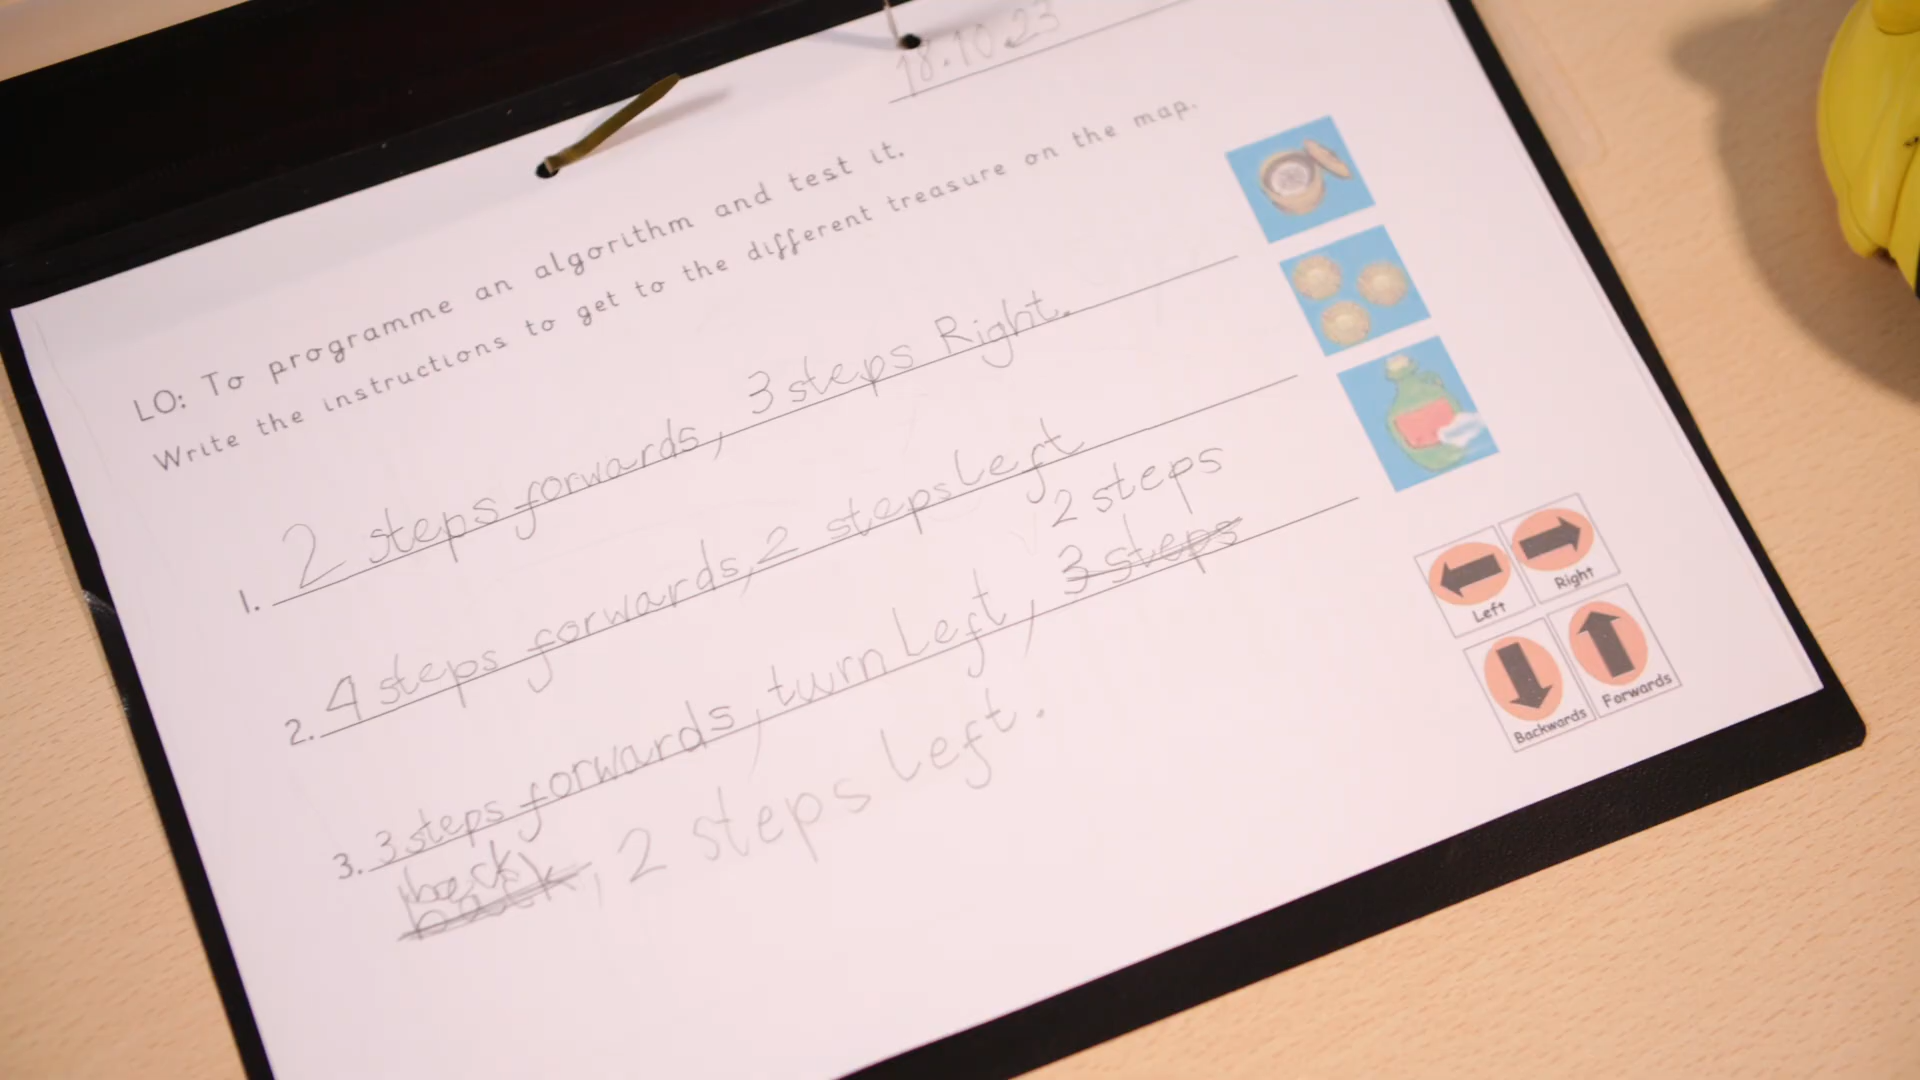 18.10.23
LO: To programme an algorithm and test it.
Write the instructions to get to the different treasure on the map.
1. 2 steps forwards, 3 steps Right.
2. 4 steps forwards, 2 steps Left
2 steps
3. 3 steps forwards, turn Left, 3 steps
back
back, 2 steps Left.
Left
Right
Backwards
Forwards